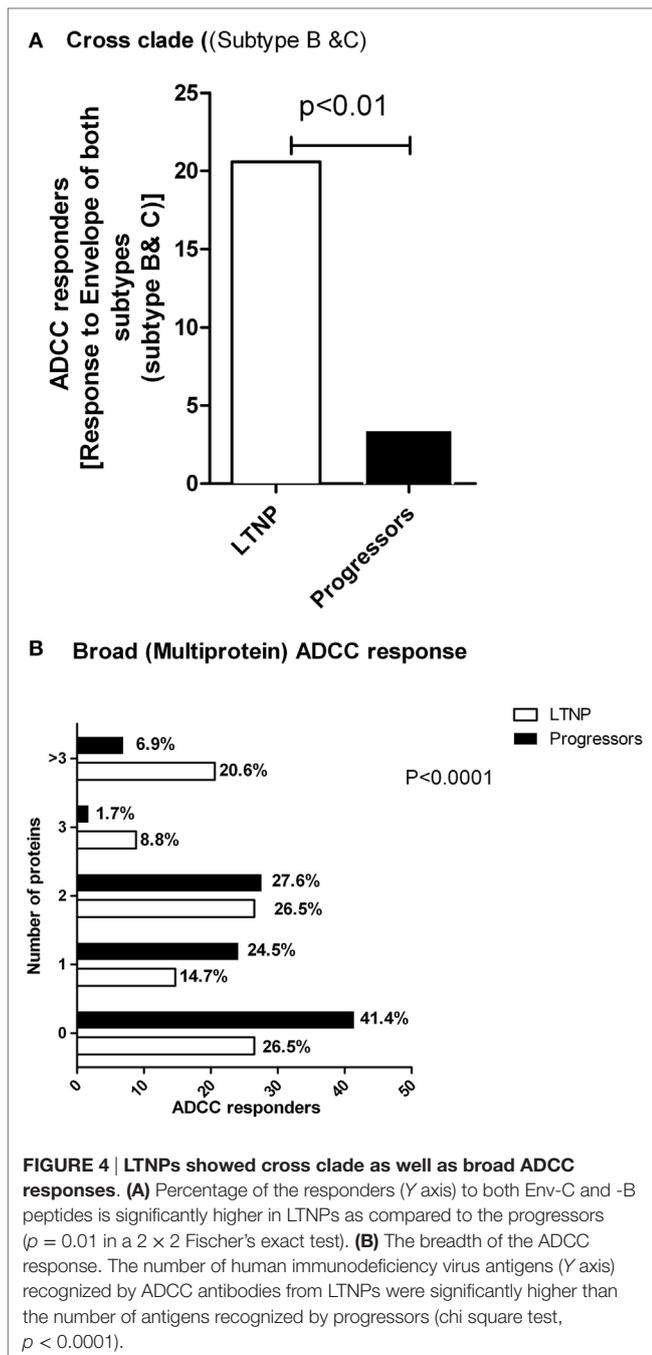 A Cross clade ((Subtype B &C)
ADCC responders
[Response to Envelope of both
subtypes
(subtype B& C)]
25
20
15
10
5
0
p<0.01
LTNP
Progressors
B Broad (Multiprotein) ADCC response
LTNP
Progressors
P<0.0001
Number of proteins
>3
6.9%
20.6%
3
1.7%
8.8%
2
27.6%
26.5%
1
24.5%
14.7%
0
41.4%
26.5%
0
10
20
30
40
50
ADCC responders
FIGURE 4 | LTNPs showed cross clade as well as broad ADCC
responses. (A) Percentage of the responders (Y axis) to both Env-C and -B
peptides is significantly higher in LTNPs as compared to the progressors
(p = 0.01 in a 2 × 2 Fischer's exact test). (B) The breadth of the ADCC
response. The number of human immunodeficiency virus antigens (Y axis)
recognized by ADCC antibodies from LTNPs were significantly higher than
the number of antigens recognized by progressors (chi square test,
p < 0.0001).